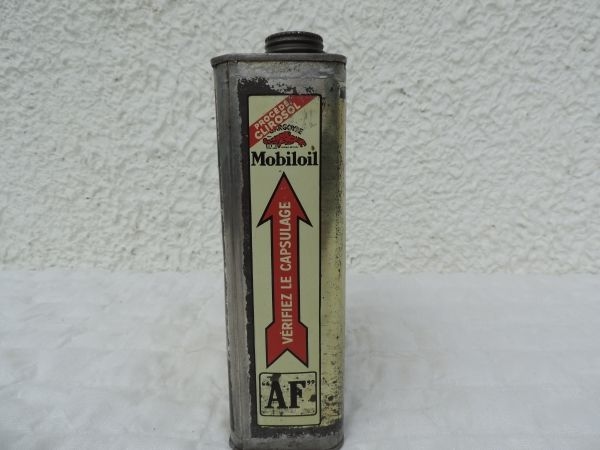 PROCÉDÉ
CLIROSOL
GARGOYLE
Mobiloil
VÉRIFIEZ LE CAPSULAGE
"AF"